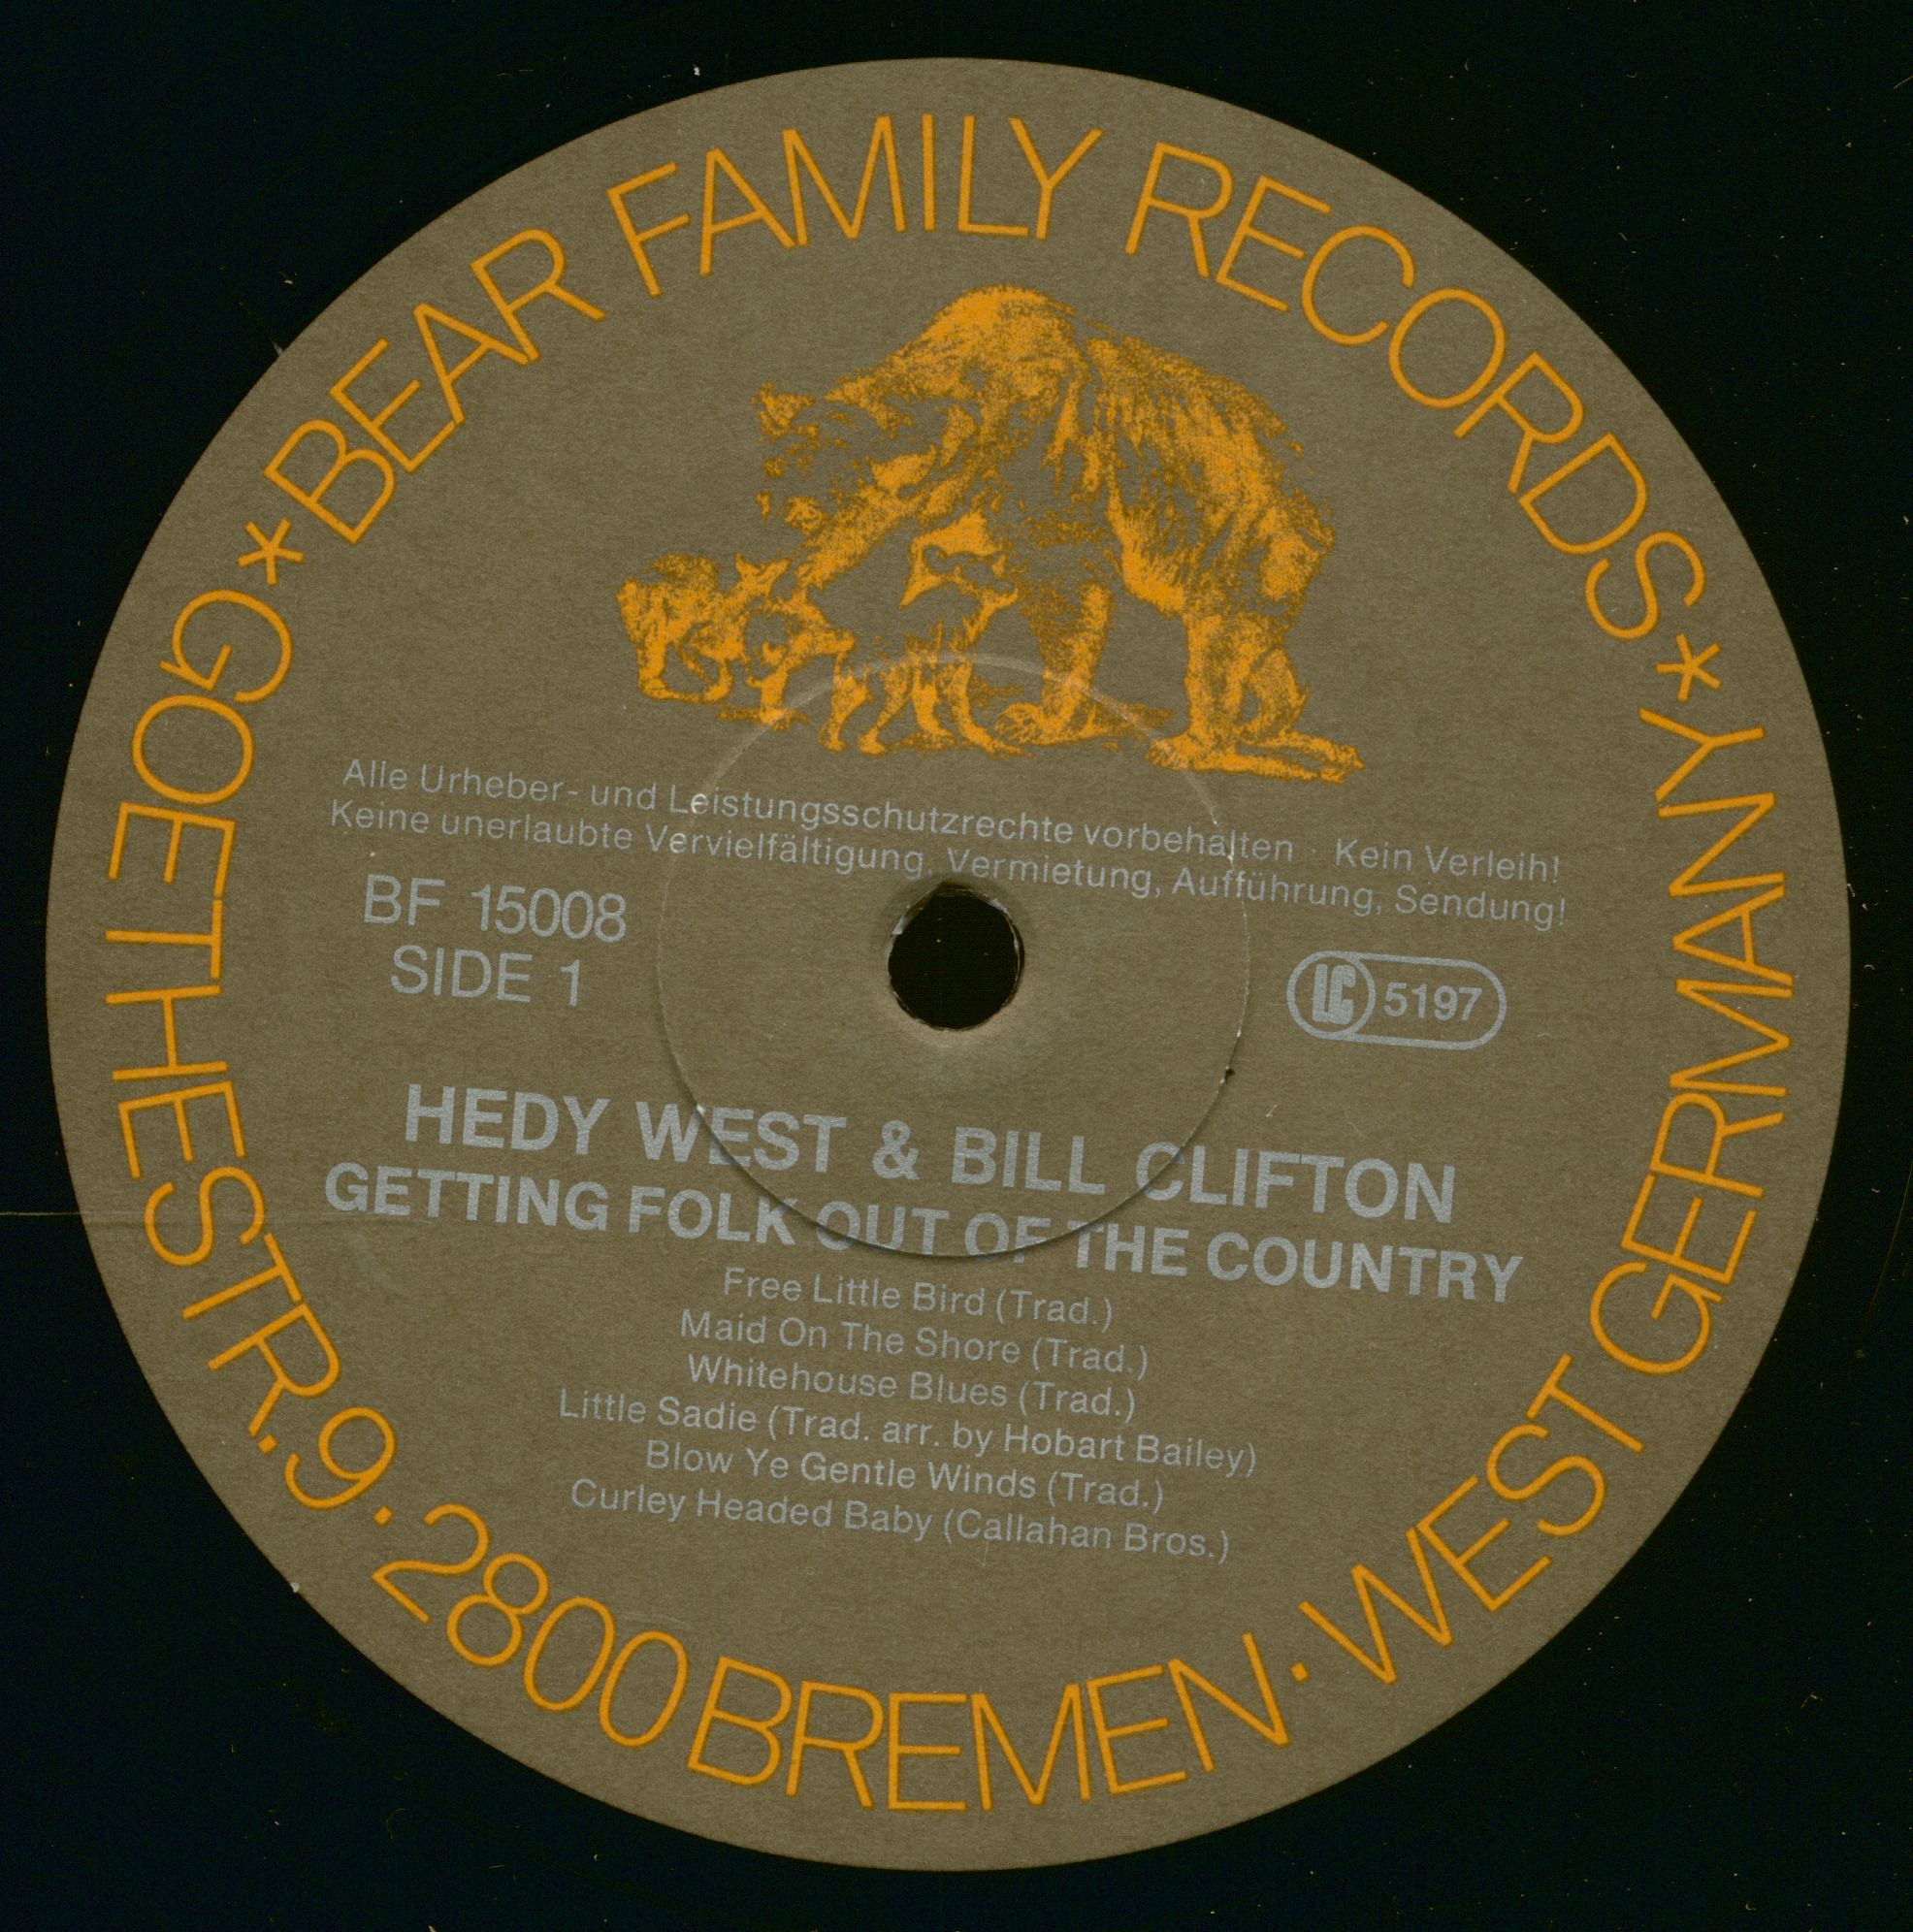 *BEAR FAMILY RECORDS*
GOETHESTR.9·2800 BREMEN·WEST GERMANY
Alle Urheber- und Leistungsschutzrechte vorbehalten · Kein Verleih!
Keine unerlaubte Vervielfältigung, Vermietung, Aufführung, Sendung!
BF 15008
SIDE 1
LC 5197
HEDY WEST & BILL CLIFTON
GETTING FOLK OUT OF THE COUNTRY
Free Little Bird (Trad.)
Maid On The Shore (Trad.)
Whitehouse Blues (Trad.)
Little Sadie (Trad. arr. by Hobart Bailey)
Blow Ye Gentle Winds (Trad.)
Curley Headed Baby (Callahan Bros.)